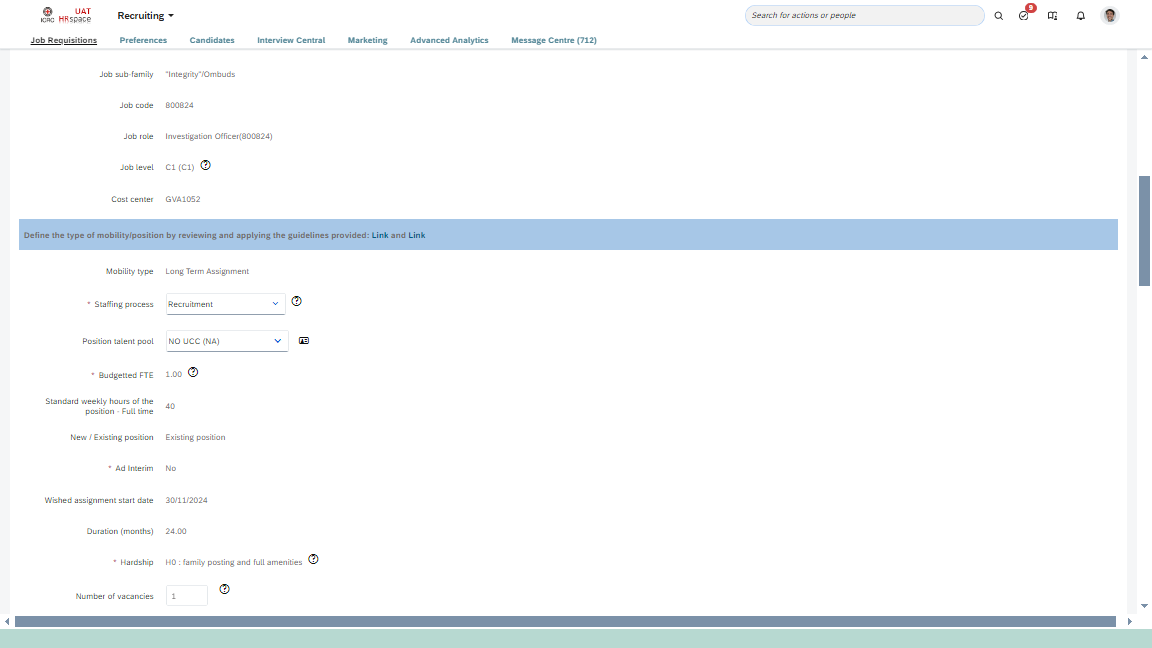 ICRC
UAT
HRspace
Recruiting
Search for actions or people
9
Job Requisitions
Preferences
Candidates
Interview Central
Marketing
Advanced Analytics
Message Centre (712)
Job sub-family "Integrity"/Ombuds
Job code 800824
Job role Investigation Officer(800824)
Job level C1 (C1) ?
Cost center GVA1052
Define the type of mobility/position by reviewing and applying the guidelines provided: Link and Link
Mobility type Long Term Assignment
* Staffing process Recruitment ?
Position talent pool NO UCC (NA)
* Budgetted FTE 1.00 ?
Standard weekly hours of the
position - Full time 40
New / Existing position Existing position
* Ad Interim No
Wished assignment start date 30/11/2024
Duration (months) 24.00
* Hardship H0 : family posting and full amenities ?
Number of vacancies 1 ?